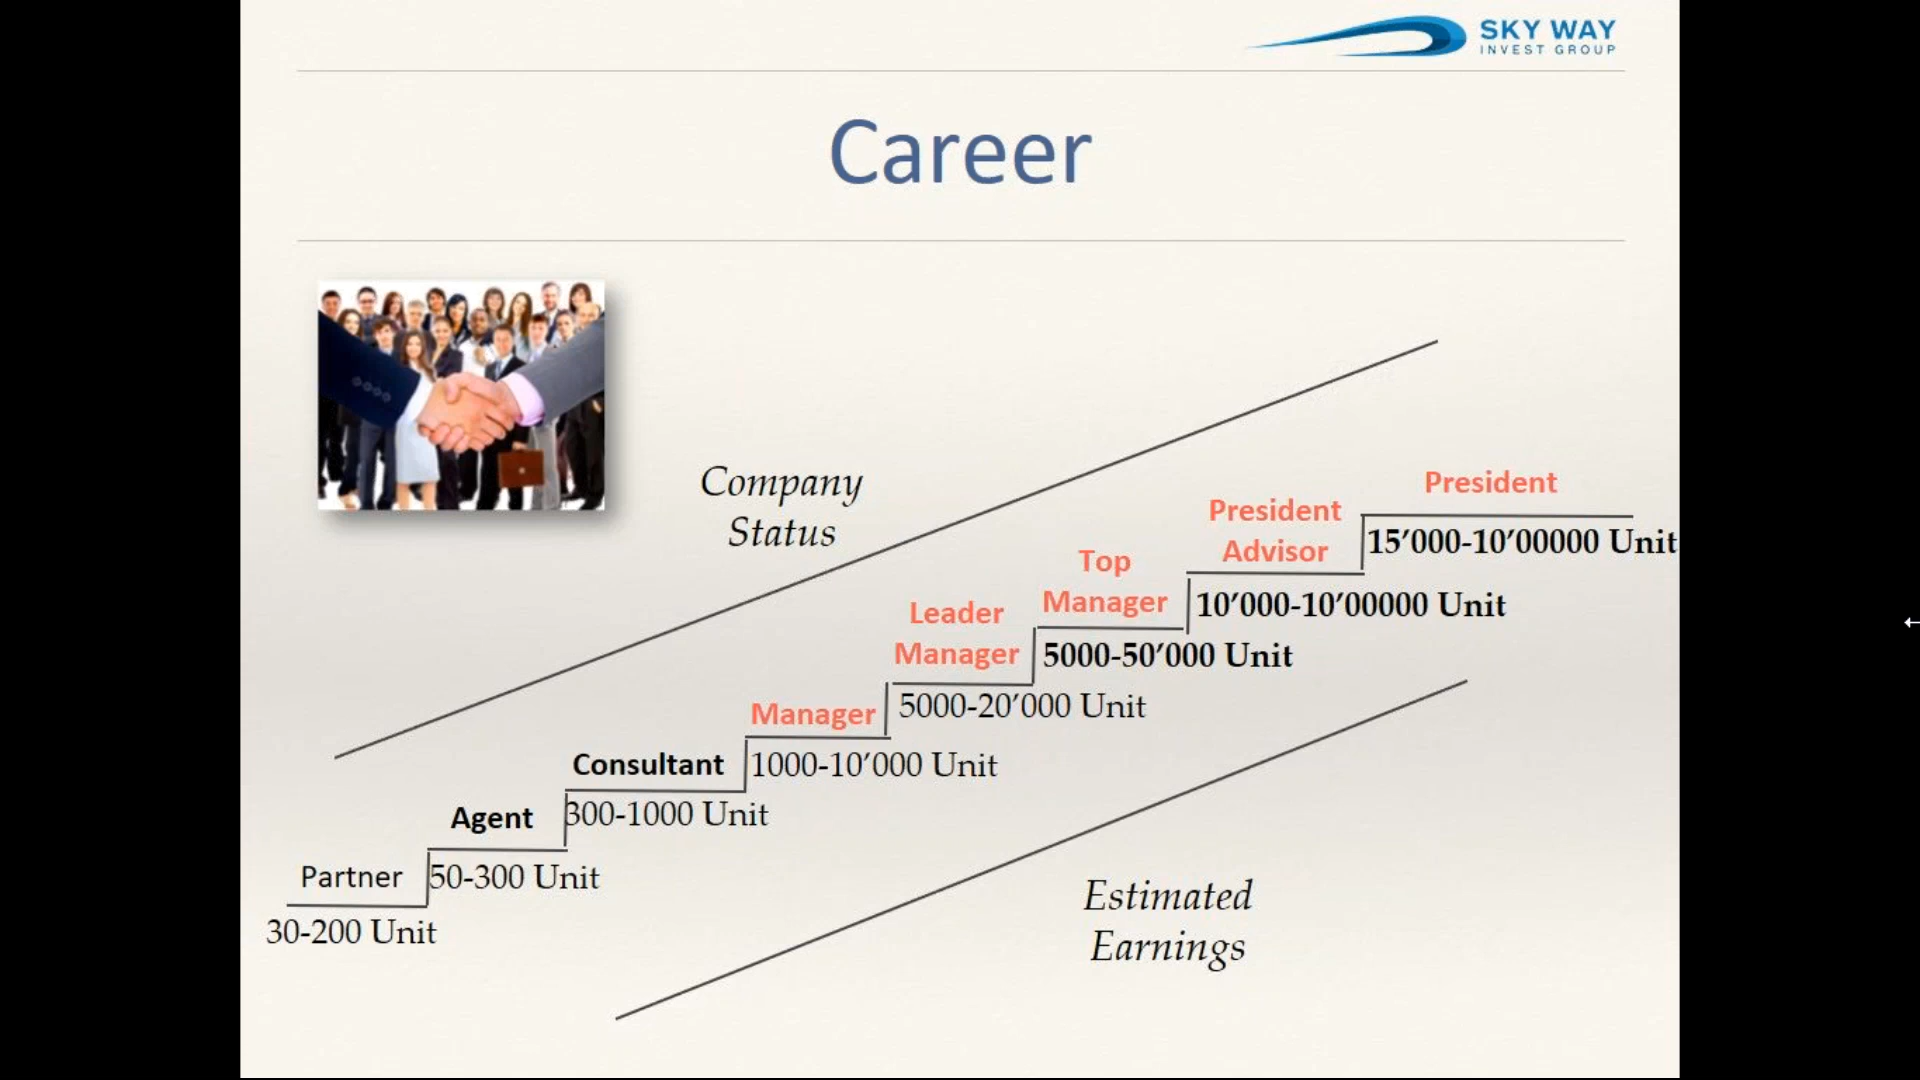 SKY WAY
INVEST GROUP
Career
Company
Status
President
15’000-10’00000 Unit
President
Advisor
10’000-10’00000 Unit
Top
Manager
5000-50’000 Unit
Leader
Manager
5000-20’000 Unit
Manager
1000-10’000 Unit
Consultant
300-1000 Unit
Agent
50-300 Unit
Partner
30-200 Unit
Estimated
Earnings